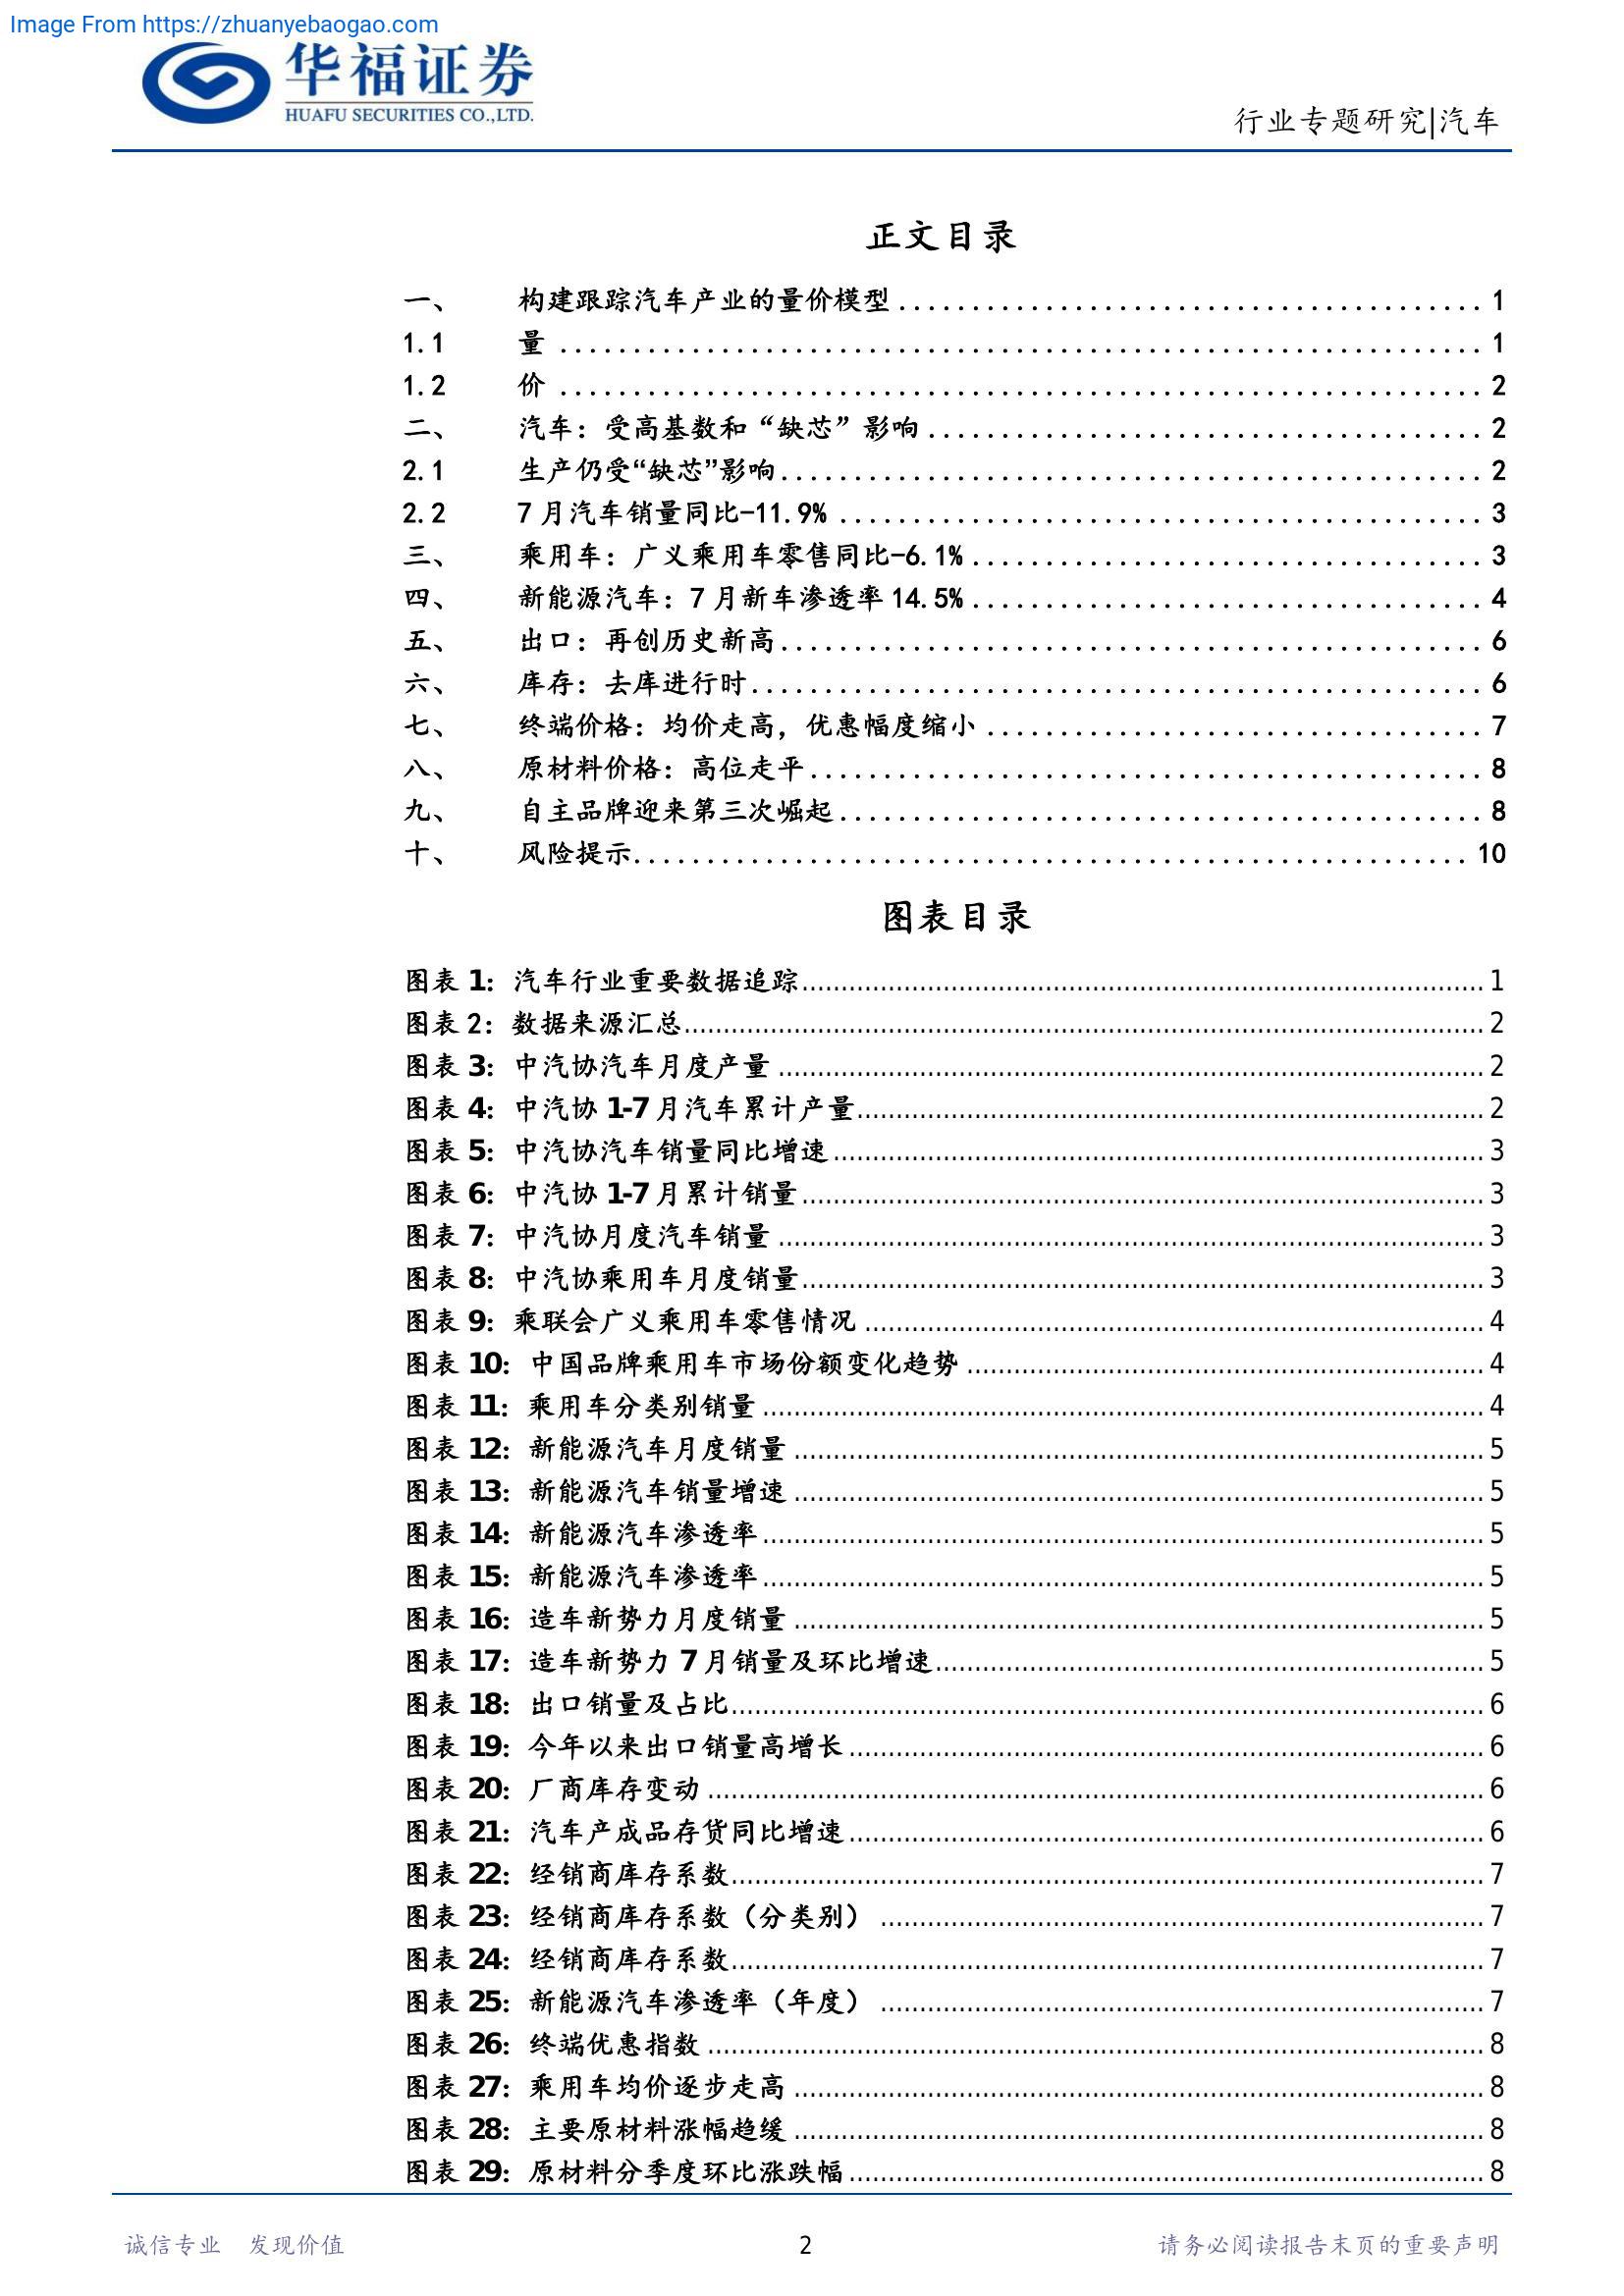 Image From https://zhuanyebaogao.com
华福证券
HUAFU SECURITIES CO.,LTD.
行业专题研究|汽车
正文目录
一、 构建跟踪汽车产业的量价模型 ........................................ 1
1.1 量 ............................................................... 1
1.2 价 ............................................................... 2
二、 汽车：受高基数和“缺芯”影响 ...................................... 2
2.1 生产仍受“缺芯”影响 ................................................ 2
2.2 7 月汽车销量同比-11.9% ............................................ 3
三、 乘用车：广义乘用车零售同比-6.1% ................................... 3
四、 新能源汽车：7 月新车渗透率 14.5% ................................... 4
五、 出口：再创历史新高 ................................................ 6
六、 库存：去库进行时 .................................................. 6
七、 终端价格：均价走高，优惠幅度缩小 .................................. 7
八、 原材料价格：高位走平 .............................................. 8
九、 自主品牌迎来第三次崛起 ............................................ 8
十、 风险提示 ......................................................... 10
图表目录
图表 1：汽车行业重要数据追踪 ........................................ 1
图表 2：数据来源汇总 ................................................ 2
图表 3：中汽协汽车月度产量 .......................................... 2
图表 4：中汽协 1-7 月汽车累计产量 .................................... 2
图表 5：中汽协汽车销量同比增速 ...................................... 3
图表 6：中汽协 1-7 月累计销量 ........................................ 3
图表 7：中汽协月度汽车销量 .......................................... 3
图表 8：中汽协乘用车月度销量 ........................................ 3
图表 9：乘联会广义乘用车零售情况 .................................... 4
图表 10：中国品牌乘用车市场份额变化趋势 ............................. 4
图表 11：乘用车分类别销量 ........................................... 4
图表 12：新能源汽车月度销量 ......................................... 5
图表 13：新能源汽车销量增速 ......................................... 5
图表 14：新能源汽车渗透率 ........................................... 5
图表 15：新能源汽车渗透率 ........................................... 5
图表 16：造车新势力月度销量 ......................................... 5
图表 17：造车新势力 7 月销量及环比增速 ............................... 5
图表 18：出口销量及占比 ............................................. 6
图表 19：今年以来出口销量高增长 ..................................... 6
图表 20：厂商库存变动 ............................................... 6
图表 21：汽车产成品存货同比增速 ..................................... 6
图表 22：经销商库存系数 ............................................. 7
图表 23：经销商库存系数（分类别） ................................... 7
图表 24：经销商库存系数 ............................................. 7
图表 25：新能源汽车渗透率（年度） ................................... 7
图表 26：终端优惠指数 ............................................... 8
图表 27：乘用车均价逐步走高 ......................................... 8
图表 28：主要原材料涨幅趋缓 ......................................... 8
图表 29：原材料分季度环比涨跌幅 ..................................... 8
诚信专业 发现价值 2 请务必阅读报告末页的重要声明